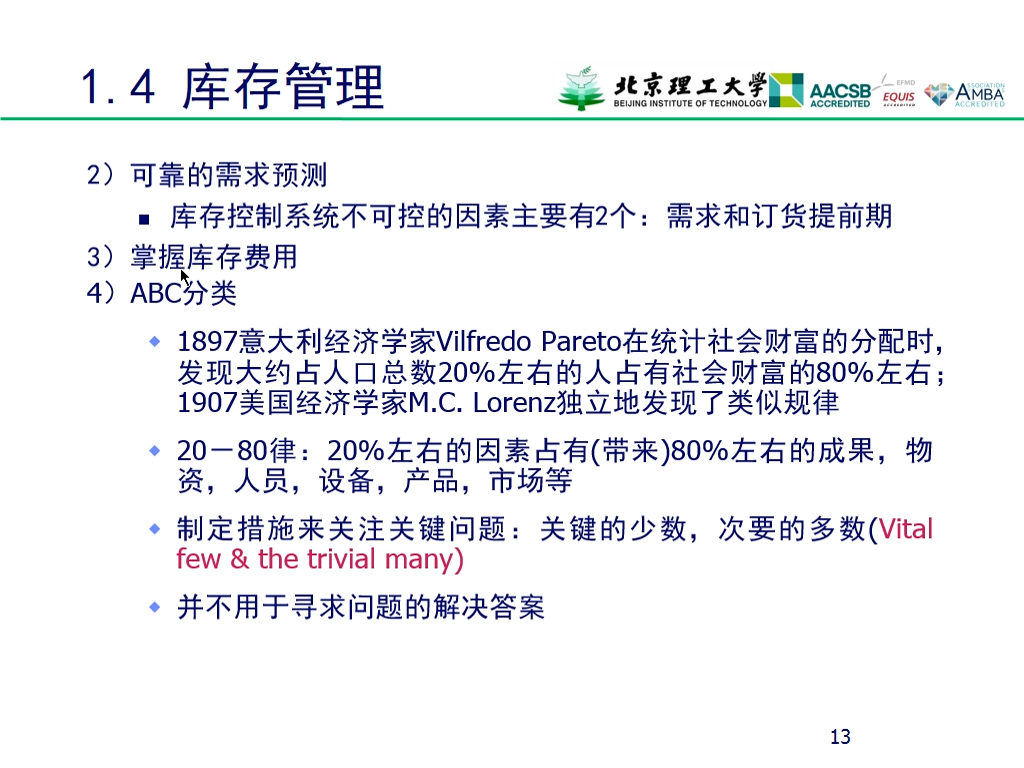 1.4 库存管理
北京理工大学
BEIJING INSTITUTE OF TECHNOLOGY
AACSB
ACCREDITED
EFMD
EQUIS
ACCREDITED
ASSOCIATION
AMBA
ACCREDITED
2）可靠的需求预测
库存控制系统不可控的因素主要有2个：需求和订货提前期
3）掌握库存费用
4）ABC分类
1897意大利经济学家Vilfredo Pareto在统计社会财富的分配时，
发现大约占人口总数20%左右的人占有社会财富的80%左右；
1907美国经济学家M.C. Lorenz独立地发现了类似规律
20－80律：20%左右的因素占有(带来)80%左右的成果，物
资，人员，设备，产品，市场等
制定措施来关注关键问题：关键的少数，次要的多数(Vital
few & the trivial many)
并不用于寻求问题的解决答案
13